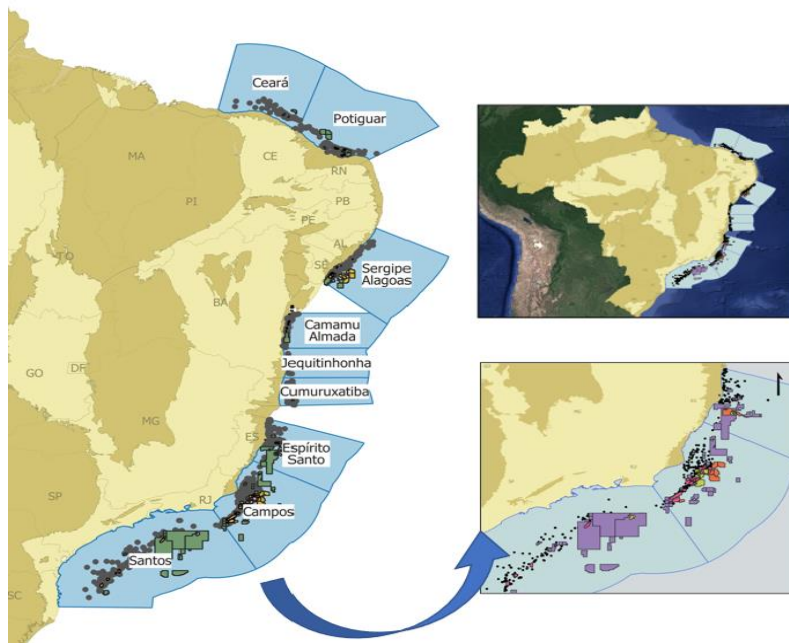 Ceará
Potiguar
MA
CE
RN
PI
PB
PE
AL
TO
SE
Sergipe
Alagoas
BA
Camamu
Almada
Jequitinhonha
GO
DF
Cumuruxatiba
MG
ES
Espírito
Santo
SP
RJ
Campos
Santos
SC